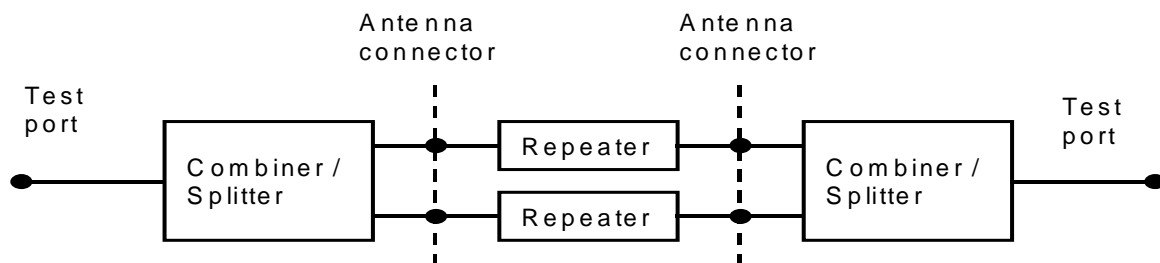 Antenna
connector
Antenna
connector
Test
port
Test
port
Combiner/
Splitter
Repeater
Repeater
Combiner/
Splitter